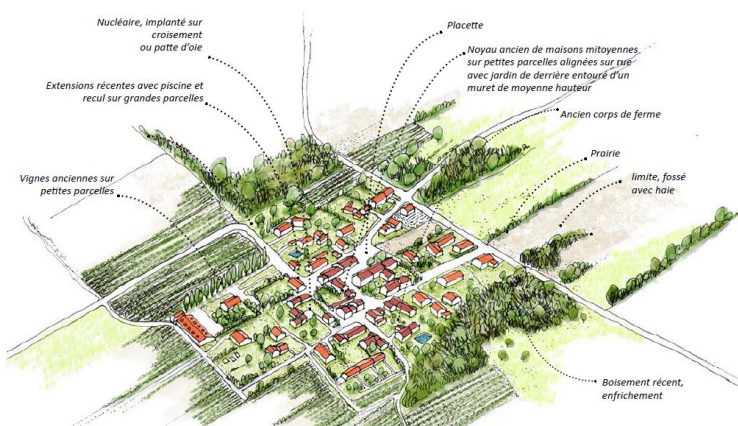 Nucléaire, implanté sur
croisement
ou patte d'oie
Placette
Noyau ancien de maisons mitoyennes
sur petites parcelles alignées sur rue
avec jardin de derrière entouré d'un
muret de moyenne hauteur
Extensions récentes avec piscine et
recul sur grandes parcelles
Ancien corps de ferme
Prairie
Vignes anciennes sur
petites parcelles
limite, fossé
avec haie
Boisement récent,
enfrichement